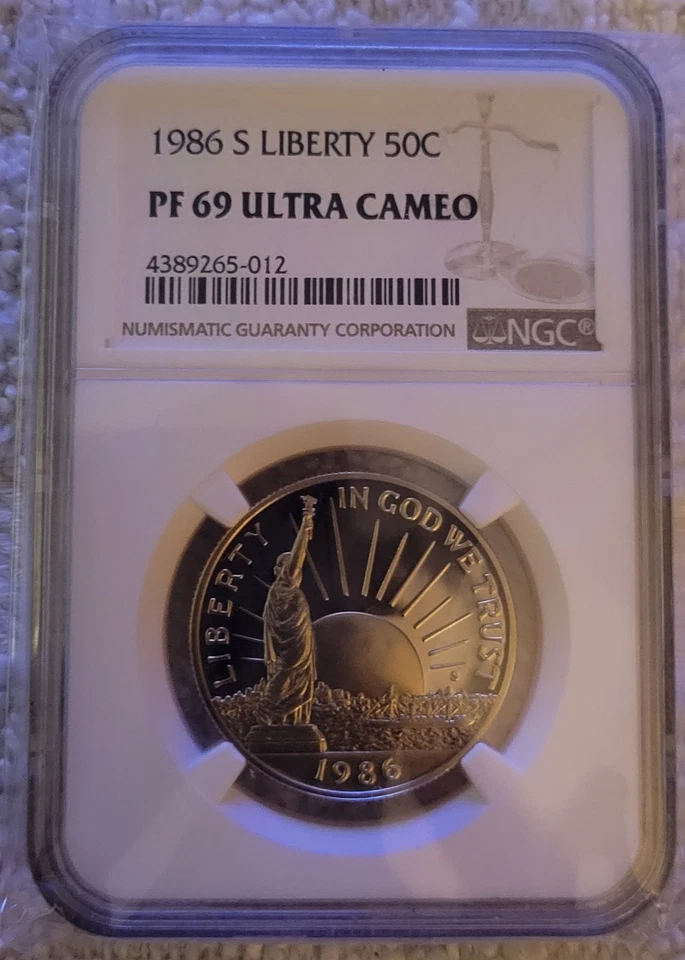 1986 S LIBERTY 50C
PF 69 ULTRA CAMEO
4389265-012
NUMISMATIC GUARANTY CORPORATION
NGC®
LIBERTY
IN GOD WE TRUST
1986